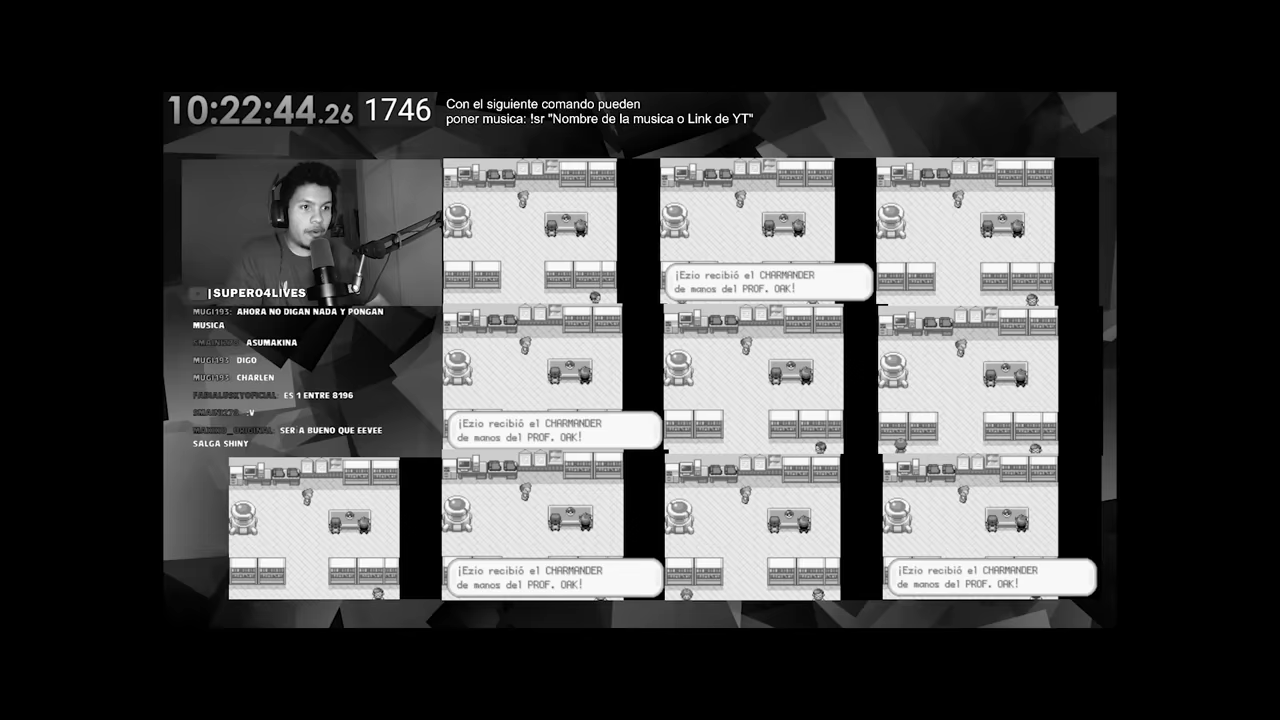 10:22:44.26 1746
Con el siguiente comando pueden
poner musica: !sr "Nombre de la musica o Link de YT"
|SUPER04LIVES
MUGI193: AHORA NO DIGAN NADA Y PONGAN
MUSICA
ASUMAKINA
MUGI193: DIGO
MUGI193: CHARLEN
ES 1 ENTRE 8196
:V
SERÍA BUENO QUE EEVEE
SALGA SHINY
¡Ezio recibió el CHARMANDER
de manos del PROF. OAK!
¡Ezio recibió el CHARMANDER
de manos del PROF. OAK!
¡Ezio recibió el CHARMANDER
de manos del PROF. OAK!
¡Ezio recibió el CHARMANDER
de manos del PROF. OAK!